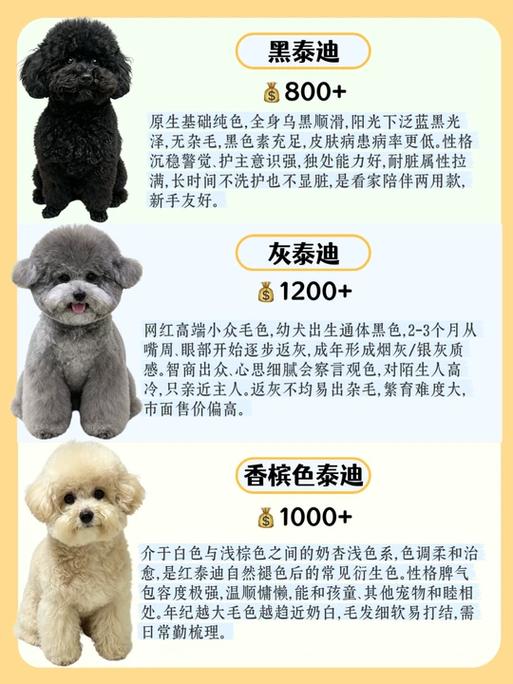 黑泰迪
800+
原生基础纯色,全身乌黑顺滑,阳光下泛蓝黑光
泽,无杂毛,黑色素充足,皮肤病患病率更低。性格
沉稳警觉、护主意识强,独处能力好,耐脏属性拉
满,长时间不洗护也不显脏,是看家陪伴两用款,
新手友好。
灰泰迪
1200+
网红高端小众毛色,幼犬出生通体黑色,2-3个月从
嘴周、眼部开始逐步返灰,成年形成烟灰/银灰质
感。智商出众、心思细腻会察言观色,对陌生人高
冷,只亲近主人。返灰不均易出杂毛,繁育难度大,
市面售价偏高。
香槟色泰迪
1000+
介于白色与浅棕色之间的奶杏浅色系,色调柔和治
愈,是红泰迪自然褪色后的常见衍生色。性格脾气
包容度极强,温顺慵懒,能和孩童、其他宠物和睦相
处。年纪越大毛色越趋近奶白,毛发细软易打结,需
日常勤梳理。